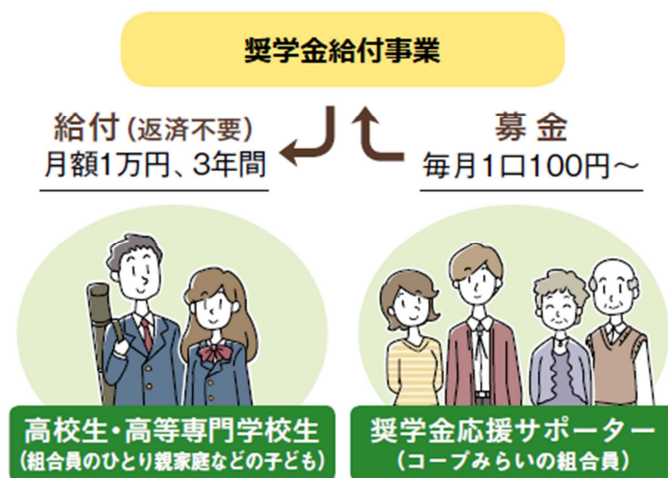 奨学金給付事業
給付(返済不要)
月額1万円、3年間
募金
毎月1口100円～
高校生・高等専門学校生
(組合員のひとり親家庭などの子ども)
奨学金応援サポーター
(コープみらいの組合員)